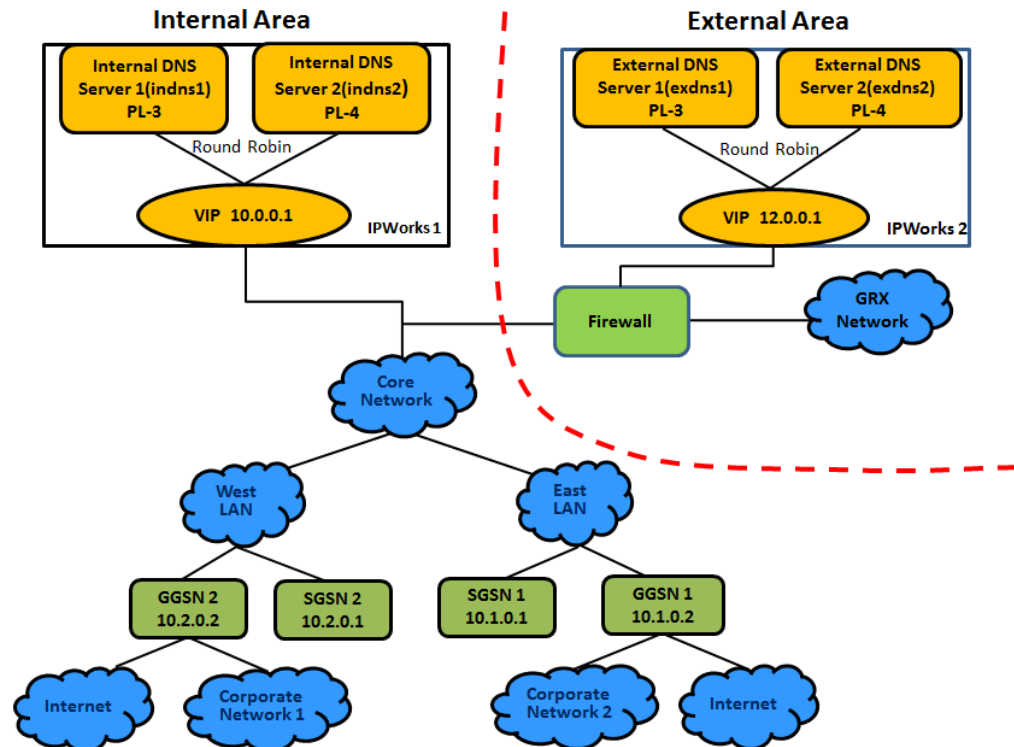 Internal Area
External Area
Internal DNS
Server 1(indns1)
PL-3
Internal DNS
Server 2(indns2)
PL-4
External DNS
Server 1(exdns1)
PL-3
External DNS
Server 2(exdns2)
PL-4
Round Robin
Round Robin
VIP 10.0.0.1
IPWorks 1
VIP 12.0.0.1
IPWorks 2
Firewall
GRX
Network
Core
Network
West
LAN
East
LAN
GGSN 2
10.2.0.2
SGSN 2
10.2.0.1
SGSN 1
10.1.0.1
GGSN 1
10.1.0.2
Internet
Corporate
Network 1
Corporate
Network 2
Internet